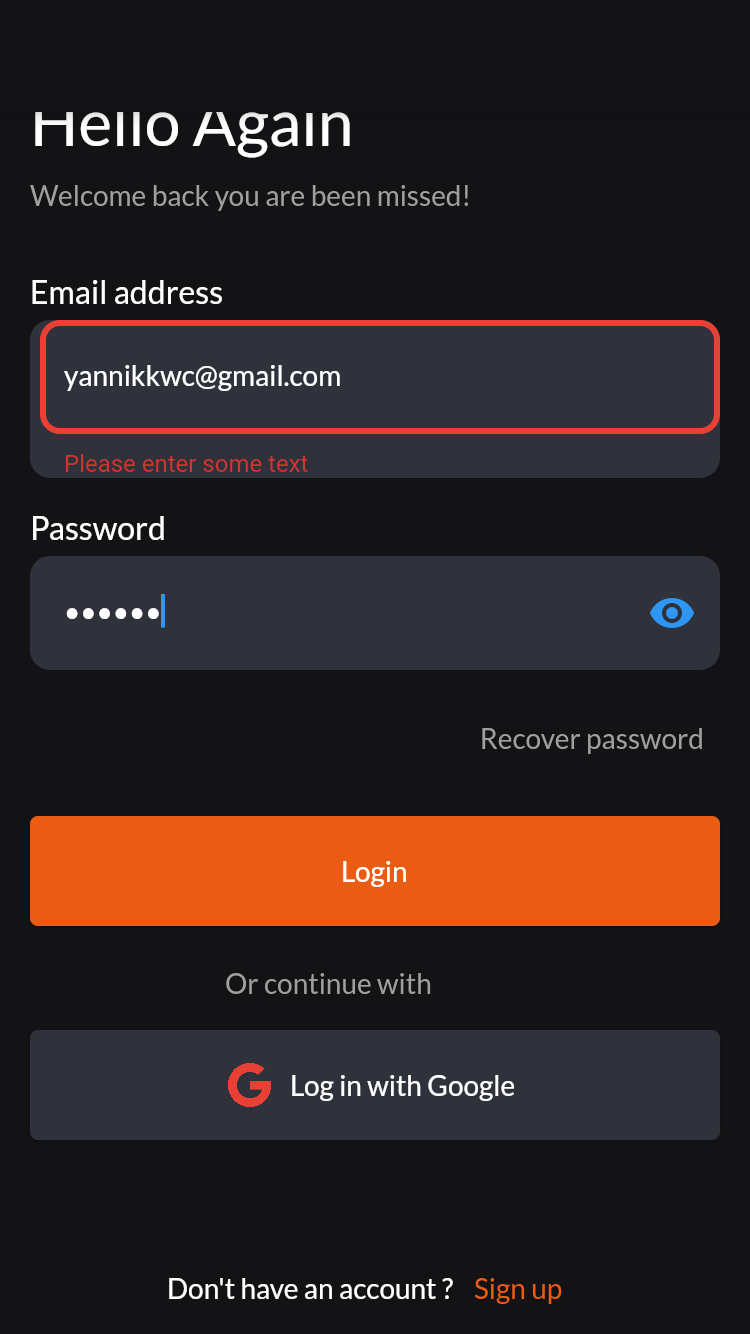 Hello Again
Welcome back you are been missed!
Email address
yannikkwc@gmail.com
Please enter some text
Password
••••••
Recover password
Login
Or continue with
G Log in with Google
Don't have an account ? Sign up